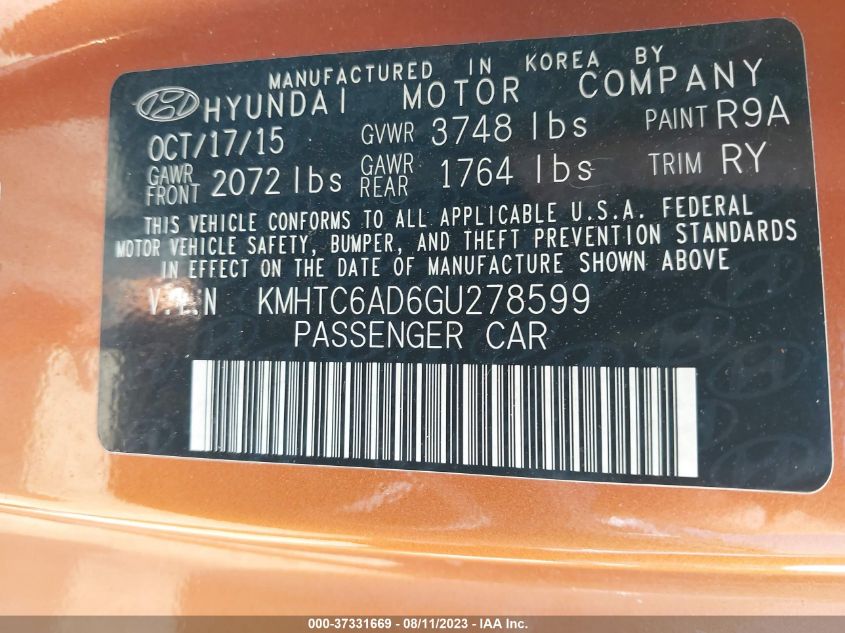 MANUFACTURED IN KOREA BY
HYUNDAI MOTOR COMPANY
OCT/17/15 GVWR 3748 lbs PAINT R9A
GAWR FRONT 2072 lbs GAWR REAR 1764 lbs TRIM RY
THIS VEHICLE CONFORMS TO ALL APPLICABLE U.S.A. FEDERAL
MOTOR VEHICLE SAFETY, BUMPER, AND THEFT PREVENTION STANDARDS
IN EFFECT ON THE DATE OF MANUFACTURE SHOWN ABOVE
V.I.N KMHTC6AD6GU278599
PASSENGER CAR
000-37331669 - 08/11/2023 - IAA Inc.